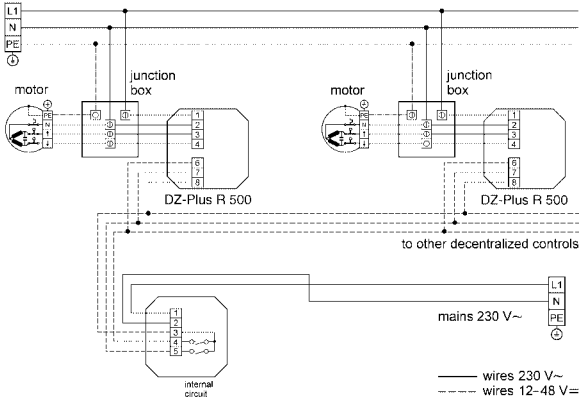 L1
N
PE
motor
junction
box
PE
N
1
2
3
4
6
7
8
DZ-Plus R 500
motor
junction
box
PE
N
1
2
3
4
6
7
8
DZ-Plus R 500
to other decentralized controls
L1
N
PE
mains 230 V~
1
2
3
4
5
internal
circuit
wires 230 V~
wires 12–48 V=